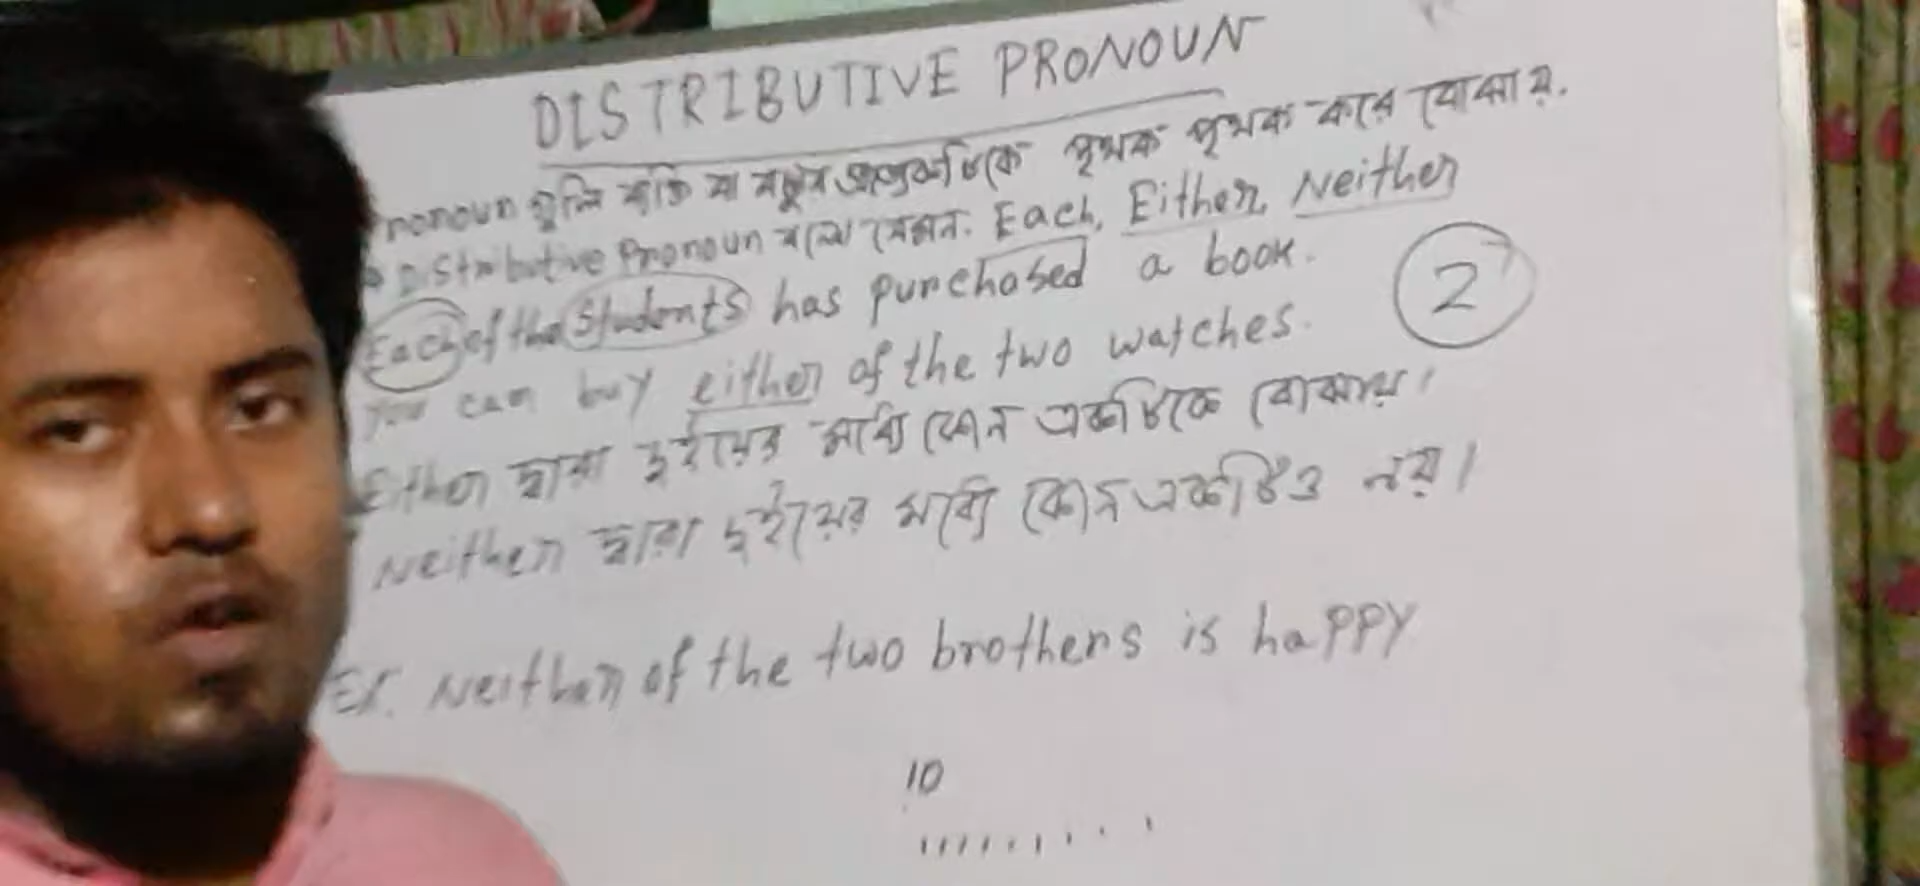 DISTRIBUTIVE PRONOUN
Pronoun গুলি ব্যক্তি বা বস্তুর প্রত্যেকটিকে পৃথক পৃথক করে বোঝায়.
Distributive Pronoun বলে যেমন. Each, Either, Neither
Each of the students has purchased a book.
You can buy either of the two watches.
2
Either দ্বারা দুইয়ের মধ্যে কোন একটিকে বোঝায়।
Neither দ্বারা দুইয়ের মধ্যে কোন একটিও নয়।
Ex. Neither of the two brothers is happy
10